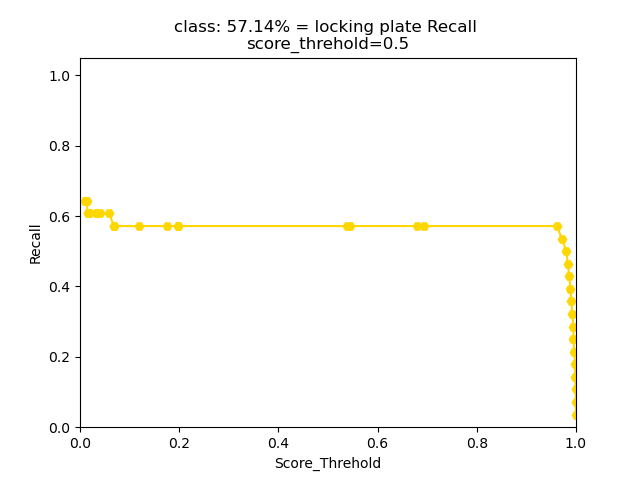 class: 57.14% = locking plate Recall
score_threhold=0.5
Recall
1.0
0.8
0.6
0.4
0.2
0.0
0.0 0.2 0.4 0.6 0.8 1.0
Score_Threhold